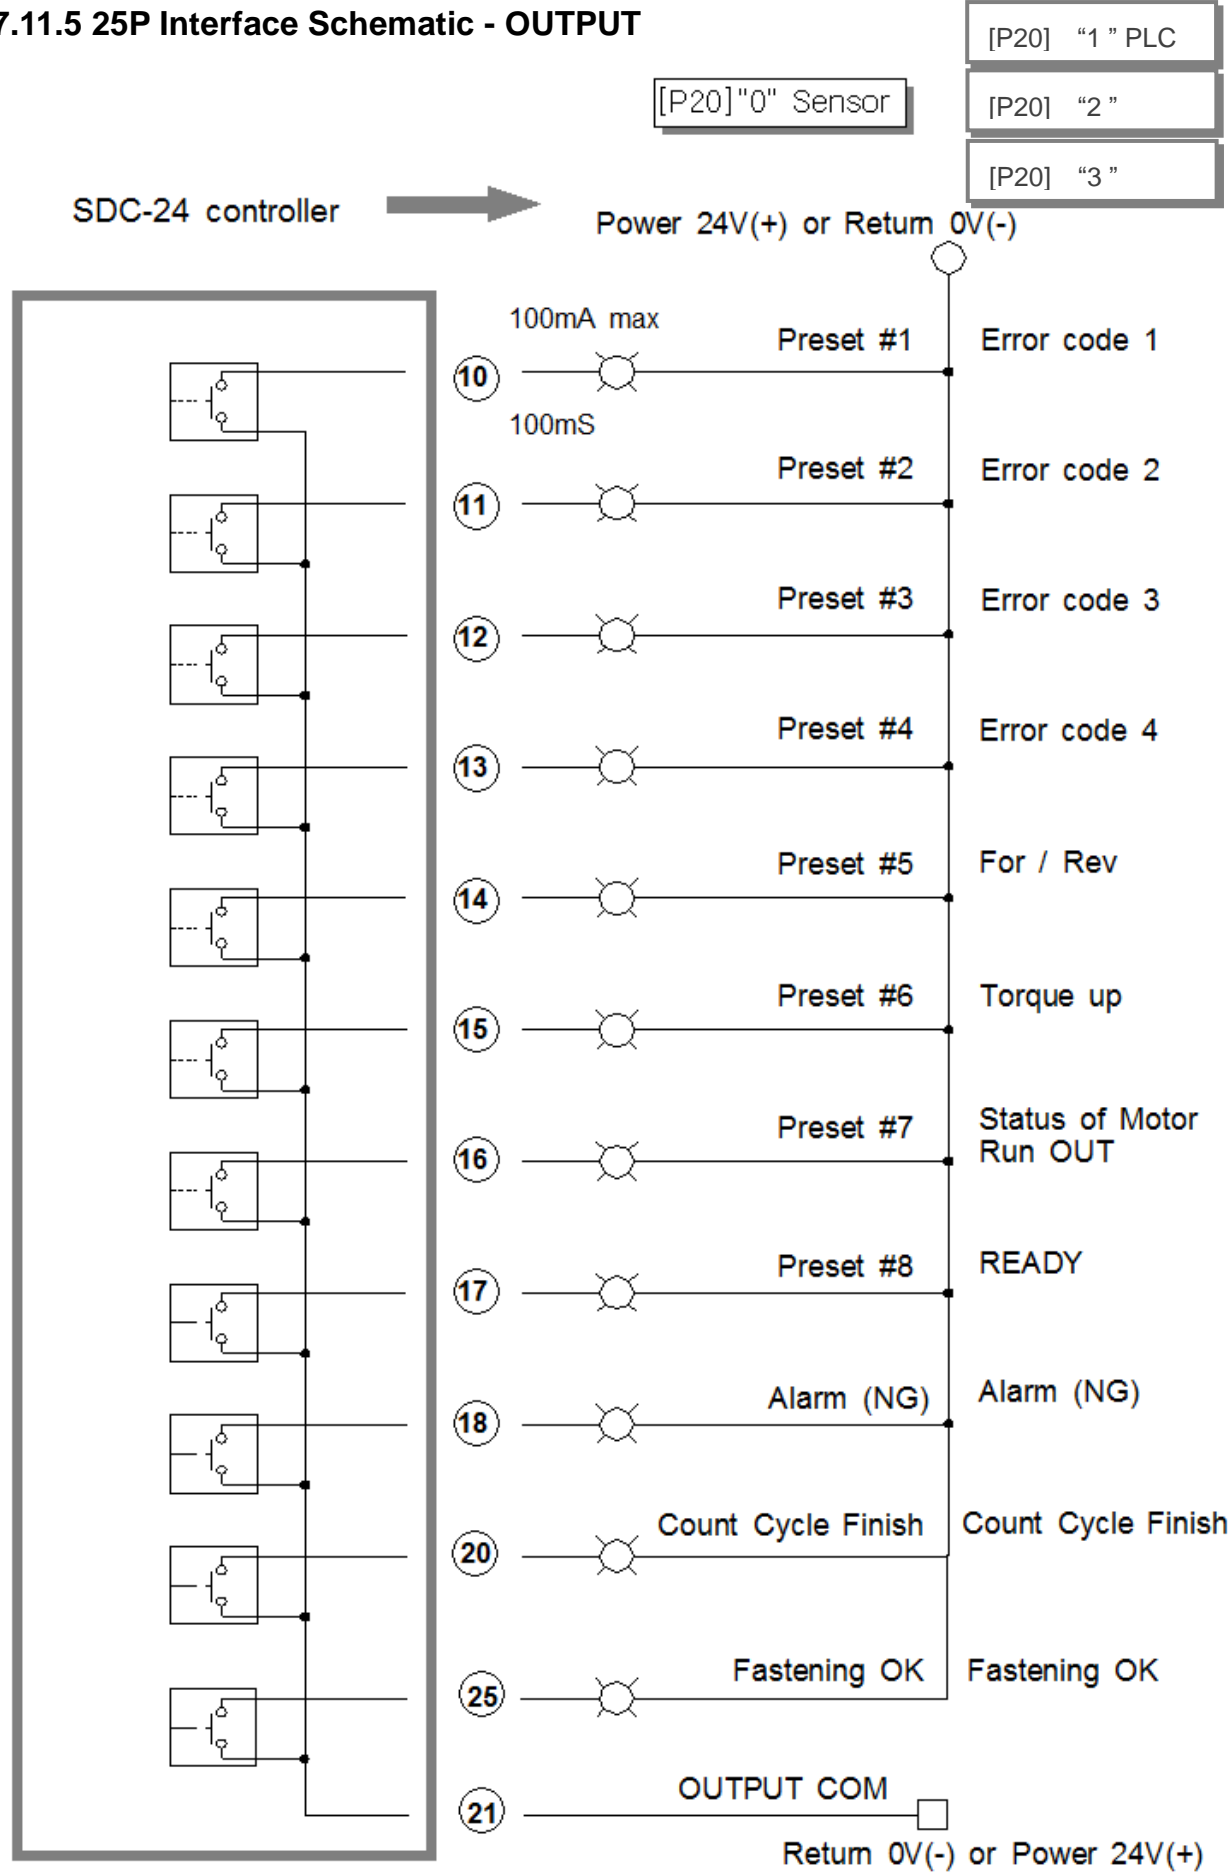 7.11.5 25P Interface Schematic - OUTPUT
[P20] “1 ” PLC
[P20]"0" Sensor
[P20] “2 ”
[P20] “3 ”
SDC-24 controller
Power 24V(+) or Return 0V(-)
100mA max
Preset #1 Error code 1
10
100mS
Preset #2 Error code 2
11
Preset #3 Error code 3
12
Preset #4 Error code 4
13
Preset #5 For / Rev
14
Preset #6 Torque up
15
Preset #7 Status of Motor
Run OUT
16
Preset #8 READY
17
Alarm (NG) Alarm (NG)
18
Count Cycle Finish Count Cycle Finish
20
Fastening OK Fastening OK
25
OUTPUT COM
21
Return 0V(-) or Power 24V(+)